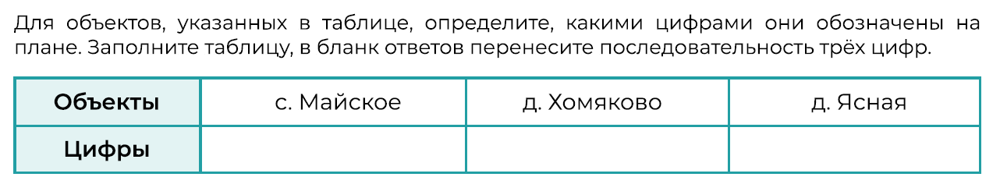 Для объектов, указанных в таблице, определите, какими цифрами они обозначены на
плане. Заполните таблицу, в бланк ответов перенесите последовательность трёх цифр.
Объекты с. Майское д. Хомяково д. Ясная
Цифры